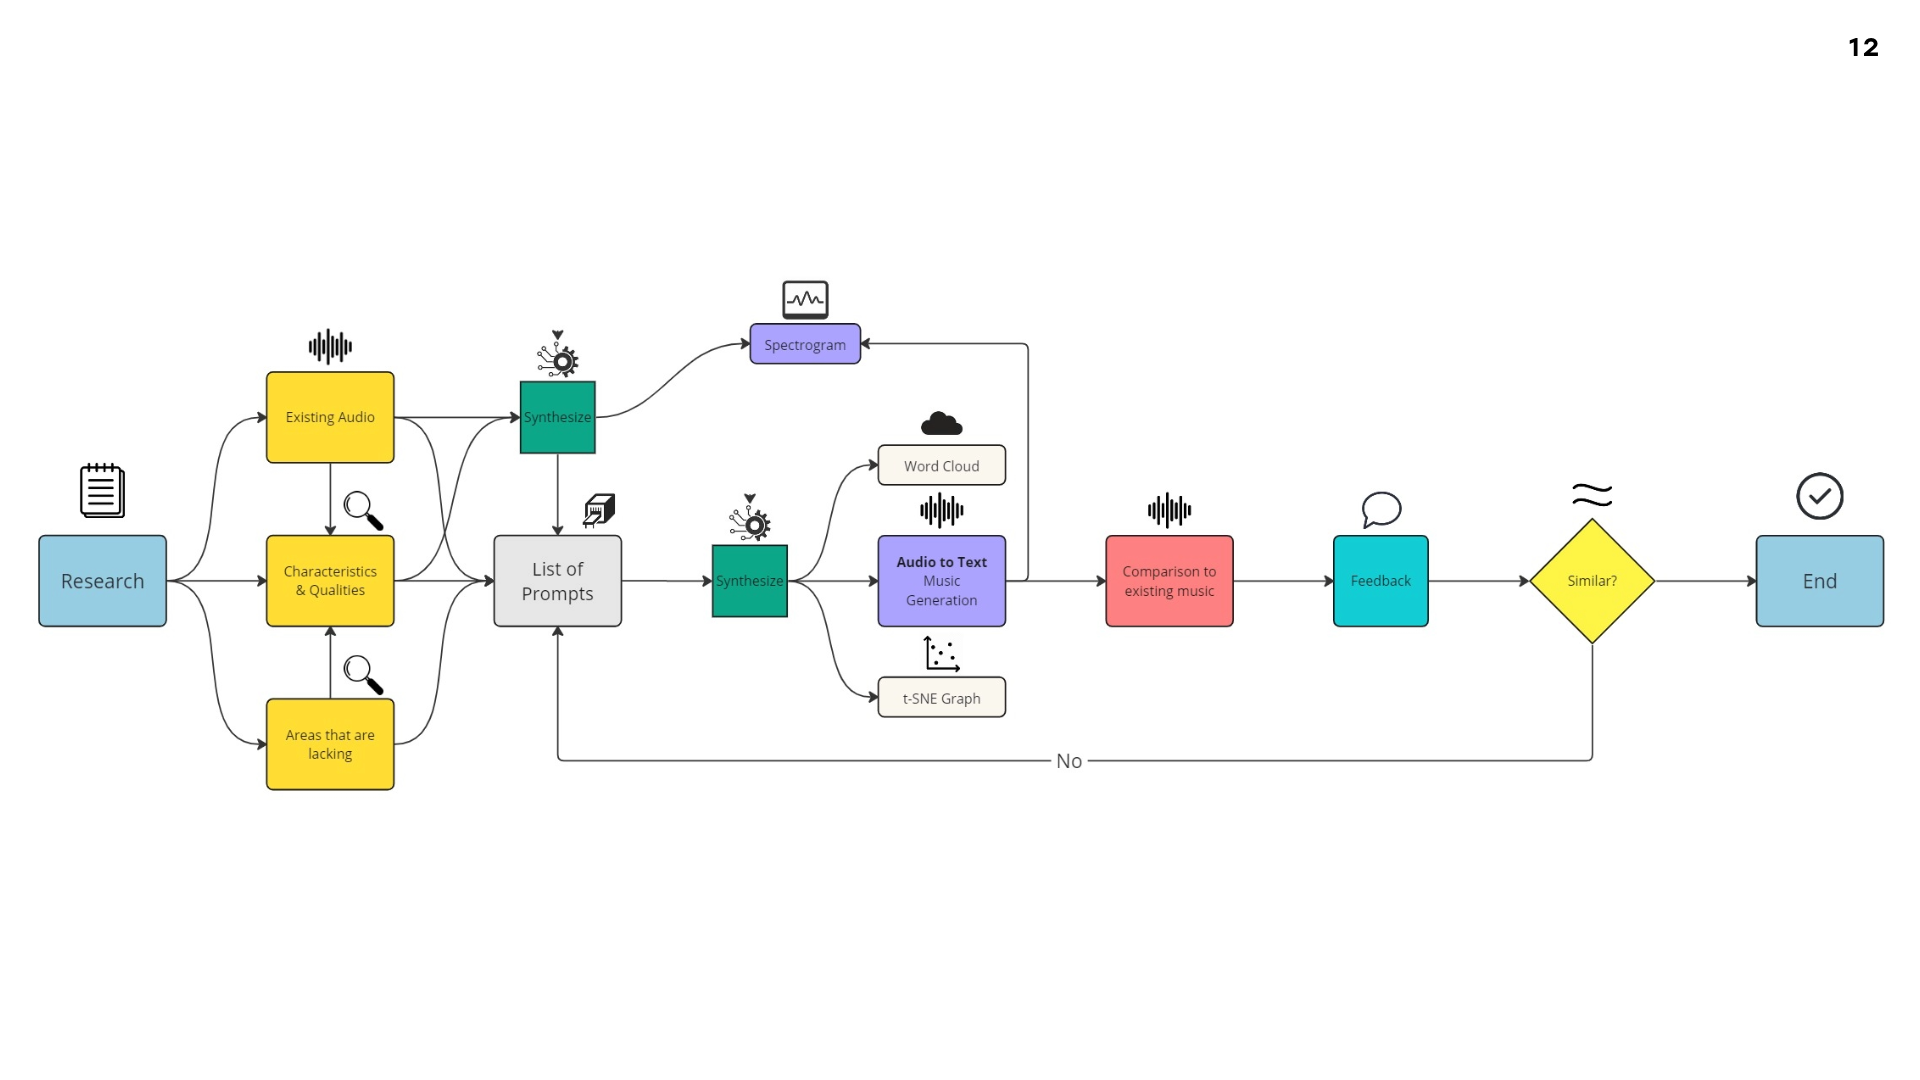 12
Spectrogram
Existing Audio
Synthesize
Word Cloud
Research
Characteristics
& Qualities
List of
Prompts
Synthesize
Audio to Text
Music
Generation
Comparison to
existing music
Feedback
Similar?
End
t-SNE Graph
Areas that are
lacking
No